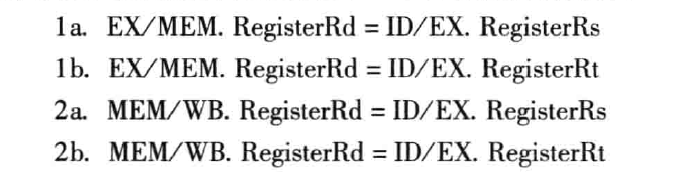 1a. EX/MEM. RegisterRd = ID/EX. RegisterRs
1b. EX/MEM. RegisterRd = ID/EX. RegisterRt
2a. MEM/WB. RegisterRd = ID/EX. RegisterRs
2b. MEM/WB. RegisterRd = ID/EX. RegisterRt